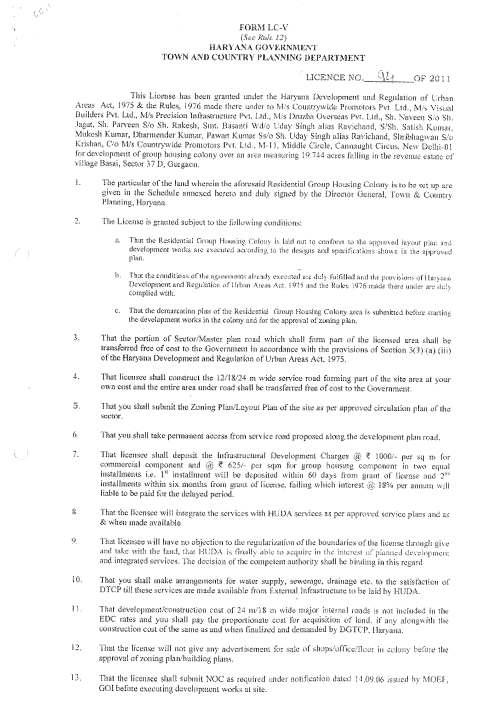 FORM LC-V
(See Rule 12)
HARYANA GOVERNMENT
TOWN AND COUNTRY PLANNING DEPARTMENT
LICENCE NO. 94 OF 2011
This License has been granted under the Haryana Development and Regulation of Urban
Areas Act, 1975 & the Rules, 1976 made there under to M/s Countrywide Promotors Pvt. Ltd., M/s Visual
Builders Pvt. Ltd., M/s Precision Infrastructure Pvt. Ltd., M/s Druzba Overseas Pvt. Ltd., Sh. Naveen S/o Sh.
Jagat, Sh. Parveen S/o Sh. Rakesh, Smt. Basanti Wd/o Uday Singh alias Ravichand, S/Sh. Satish Kumar,
Mukesh Kumar, Dharmender Kumar, Pawan Kumar Ss/o Sh. Uday Singh alias Ravichand, Sheibhagwan S/o
Krishan, C/o M/s Countrywide Promotors Pvt. Ltd., M-11, Middle Circle, Cannaught Circus, New Delhi-01
for development of group housing colony over an area measuring 19.744 acres falling in the revenue estate of
village Basai, Sector 37 D, Gurgaon.
1. The particular of the land wherein the aforesaid Residential Group Housing Colony is to be set up are
given in the Schedule annexed hereto and duly signed by the Director General, Town & Country
Planning, Haryana.
2. The License is granted subject to the following conditions:
a. That the Residential Group Housing Colony is laid out to conform to the approved layout plan and
development works are executed according to the designs and specifications shown in the approved
plan.
b. That the conditions of the agreements already executed are duly fulfilled and the provisions of Haryana
Development and Regulation of Urban Areas Act, 1975 and the Rules 1976 made there under are duly
complied with.
c. That the demarcation plan of the Residential Group Housing Colony area is submitted before starting
the development works in the colony and for the approval of zoning plan.
3. That the portion of Sector/Master plan road which shall form part of the licensed area shall be
transferred free of cost to the Government in accordance with the provisions of Section 3(3) (a) (iii)
of the Haryana Development and Regulation of Urban Areas Act, 1975.
4. That licensee shall construct the 12/18/24 m wide service road forming part of the site area at your
own cost and the entire area under road shall be transferred free of cost to the Government.
5. That you shall submit the Zoning Plan/Layout Plan of the site as per approved circulation plan of the
sector.
6. That you shall take permanent access from service road proposed along the development plan road.
7. That licensee shall deposit the Infrastructural Development Charges @ ₹ 1000/- per sq m for
commercial component and @ ₹ 625/- per sqm for group housing component in two equal
installments i.e. 1st installment will be deposited within 60 days from grant of license and 2nd
installments within six months from grant of license, failing which interest @ 18% per annum will
liable to be paid for the delayed period.
8. That the licensee will integrate the services with HUDA services as per approved service plans and as
& when made available.
9. That licensee will have no objection to the regularization of the boundaries of the license through give
and take with the land, that HUDA is finally able to acquire in the interest of planned development
and integrated services. The decision of the competent authority shall be binding in this regard
10. That you shall make arrangements for water supply, sewerage, drainage etc. to the satisfaction of
DTCP till these services are made available from External Infrastructure to be laid by HUDA.
11. That development/construction cost of 24 m/18 m wide major internal roads is not included in the
EDC rates and you shall pay the proportionate cost for acquisition of land, if any alongwith the
construction cost of the same as and when finalized and demanded by DGTCP, Haryana.
12. That the license will not give any advertisement for sale of shops/office/floor in colony before the
approval of zoning plan/building plans.
13. That the licensee shall submit NOC as required under notification dated 14.09.06 issued by MOEF,
GOI before executing development works at site.